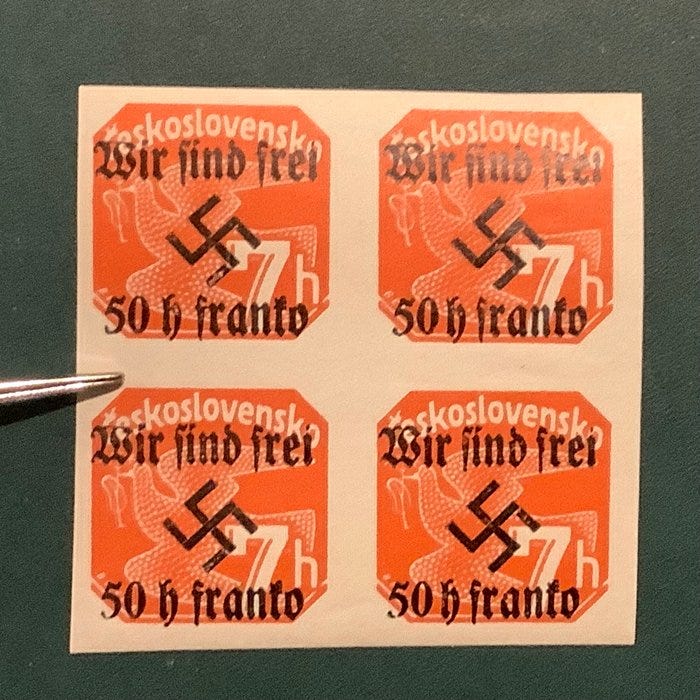 Československo
Wir sind frei
7h
50 h franko
Československo
Wir sind frei
7h
50 h franko
Československo
Wir sind frei
7h
50 h franko
Československo
Wir sind frei
7h
50 h franko